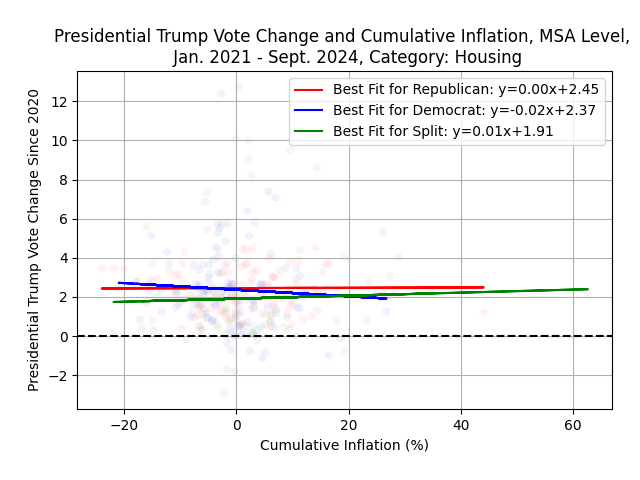 Presidential Trump Vote Change and Cumulative Inflation, MSA Level,
Jan. 2021 - Sept. 2024, Category: Housing
Best Fit for Republican: y=0.00x+2.45
Best Fit for Democrat: y=-0.02x+2.37
Best Fit for Split: y=0.01x+1.91
Presidential Trump Vote Change Since 2020
12
10
8
6
4
2
0
−2
−20
0
20
40
60
Cumulative Inflation (%)